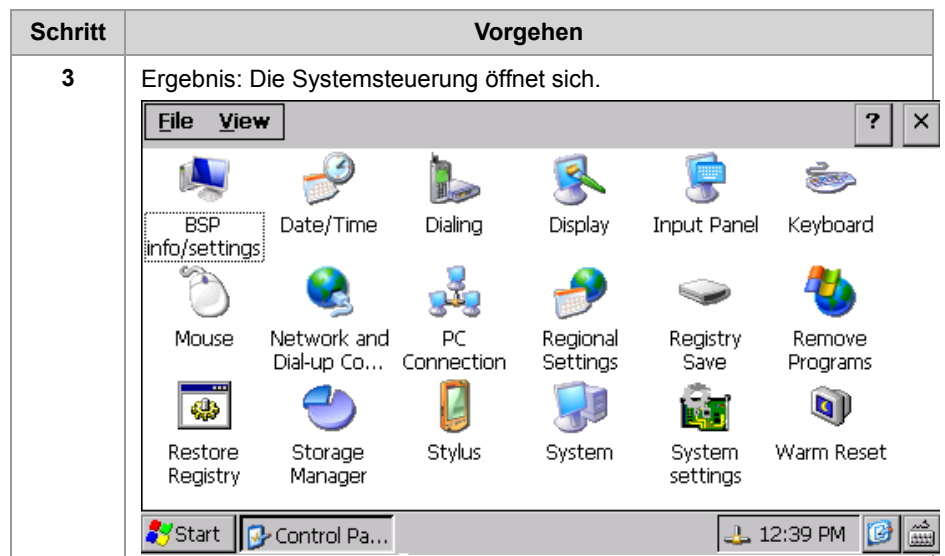 Schritt Vorgehen
3 Ergebnis: Die Systemsteuerung öffnet sich.
File View ? ×
BSP Date/Time Dialing Display Input Panel Keyboard
info/settings
Mouse Network and PC Regional Registry Remove
Dial-up Co... Connection Settings Save Programs
Restore Storage Stylus System System Warm Reset
Registry Manager settings
Start Control Pa... 12:39 PM